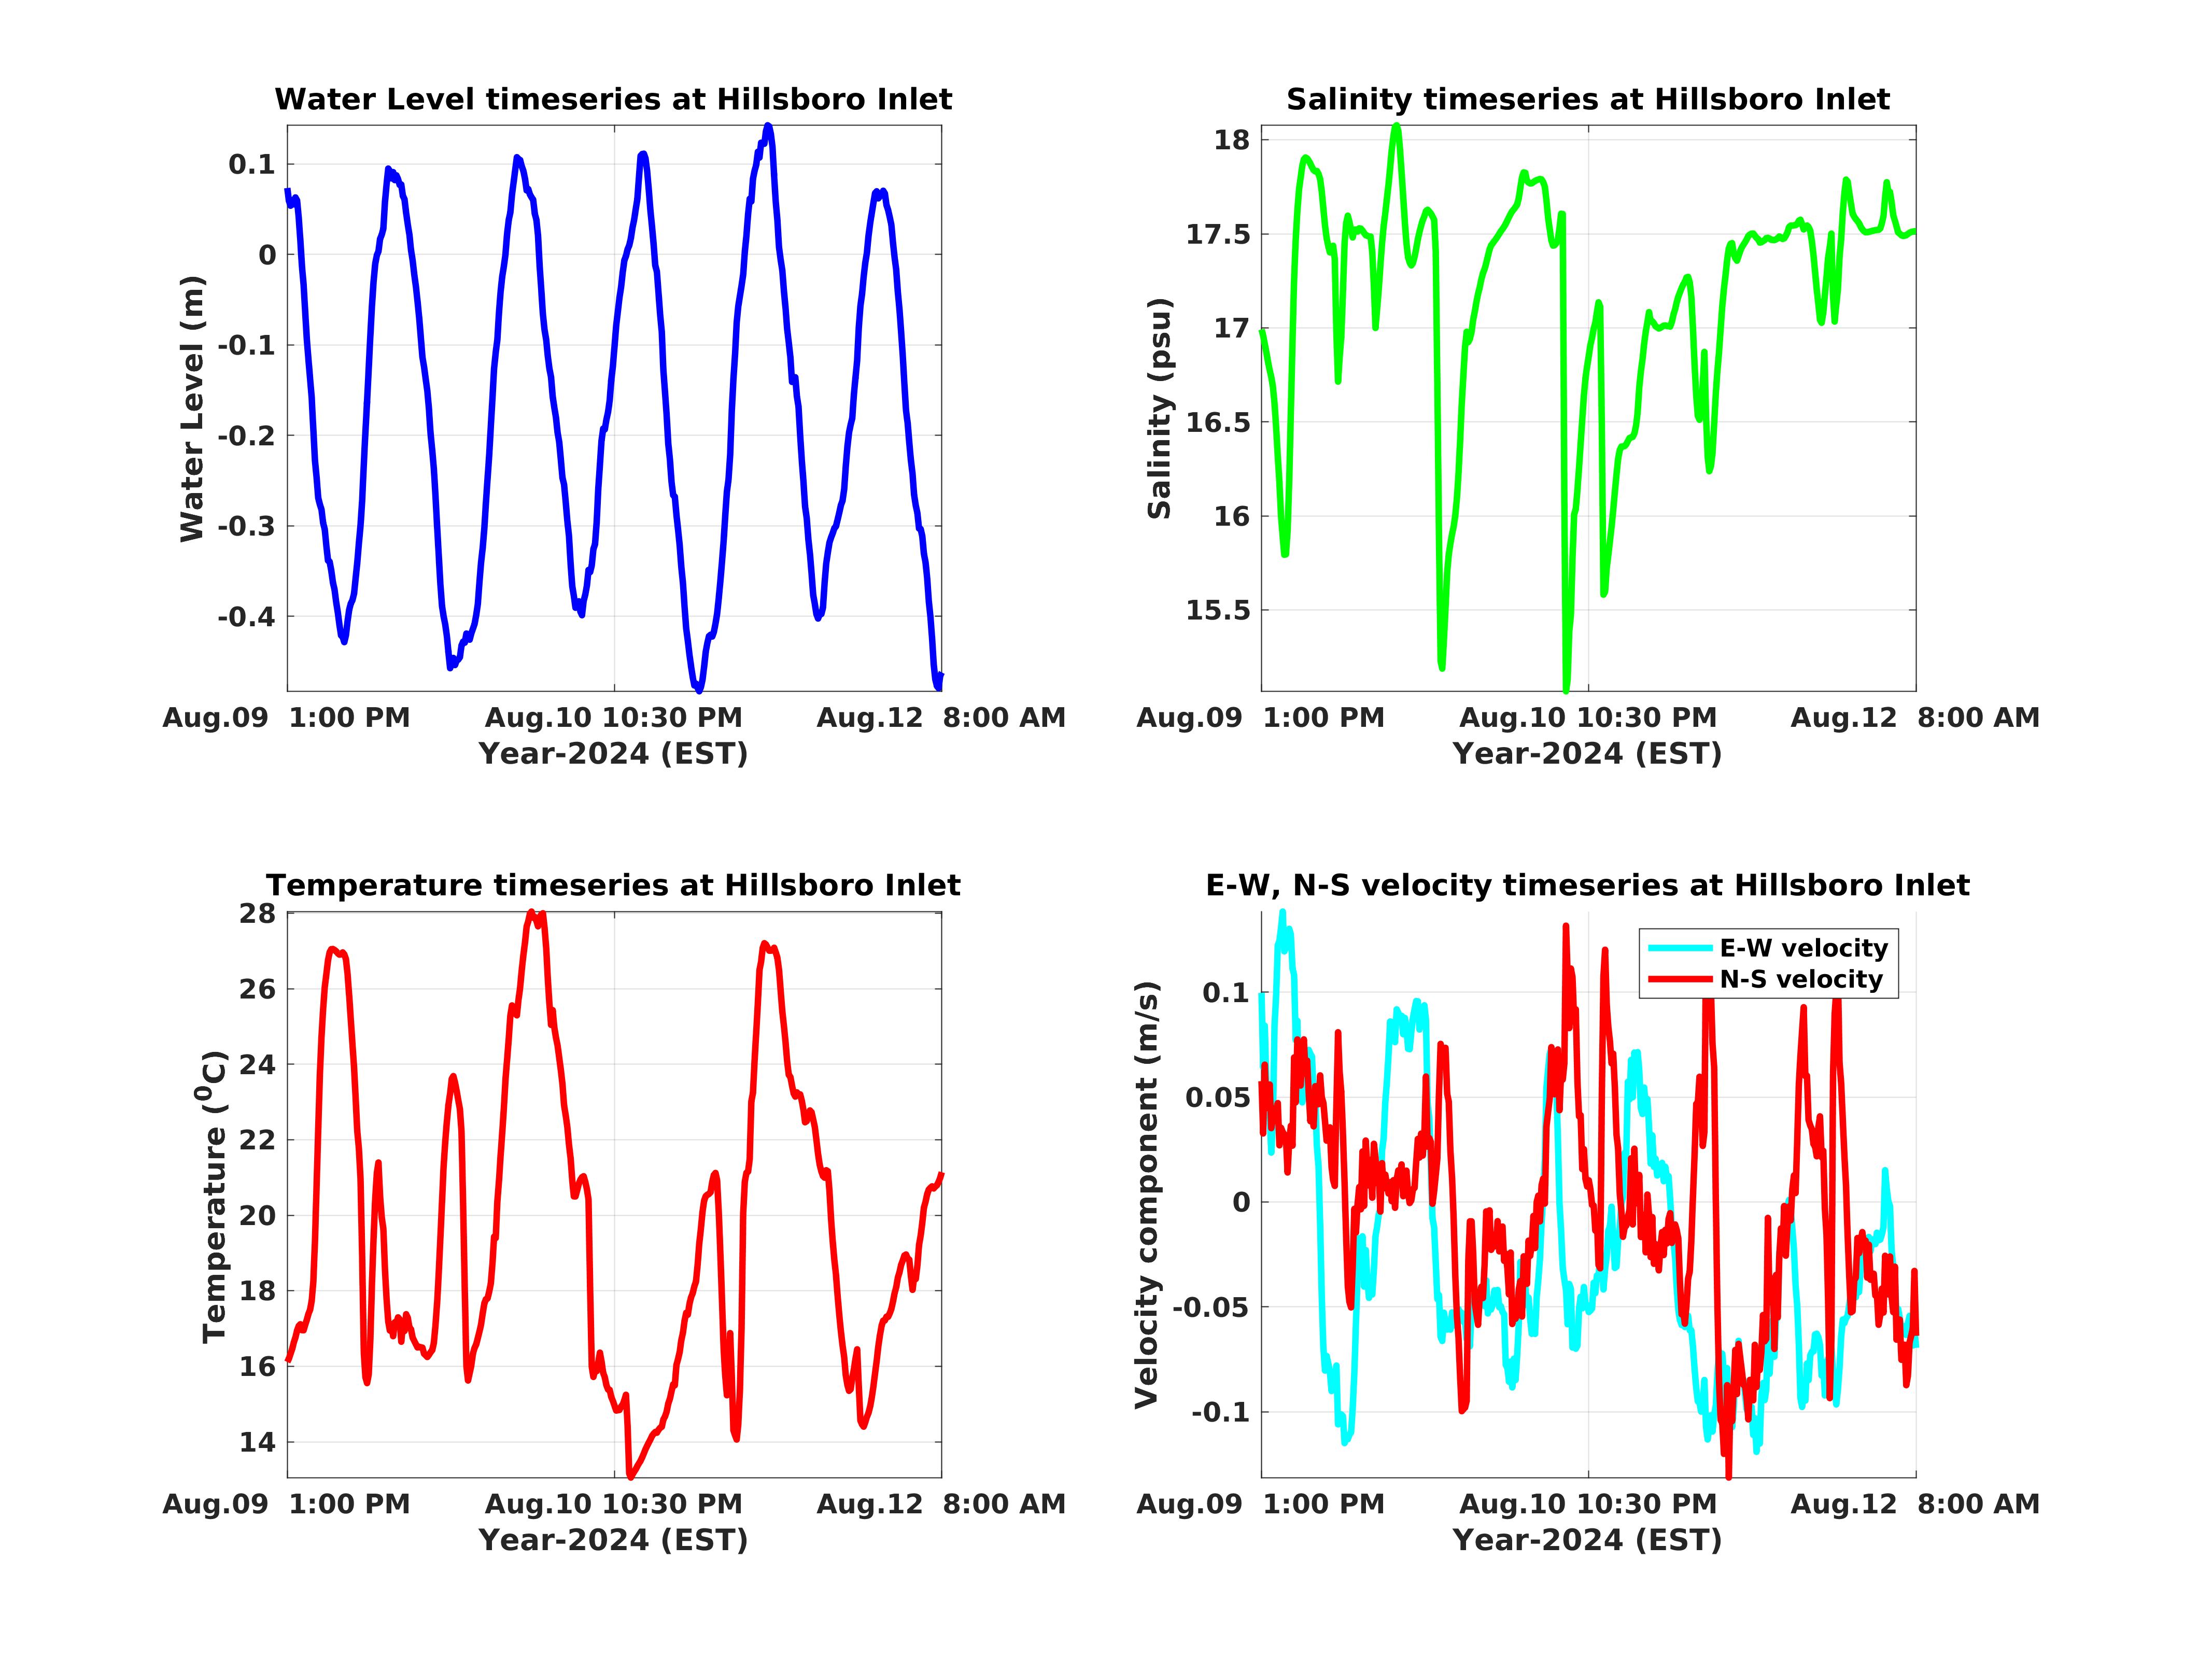 Water Level timeseries at Hillsboro Inlet
Water Level (m)
0.1
0
-0.1
-0.2
-0.3
-0.4
Aug.09 1:00 PM
Aug.10 10:30 PM
Aug.12 8:00 AM
Year-2024 (EST)
Salinity timeseries at Hillsboro Inlet
Salinity (psu)
18
17.5
17
16.5
16
15.5
Aug.09 1:00 PM
Aug.10 10:30 PM
Aug.12 8:00 AM
Year-2024 (EST)
Temperature timeseries at Hillsboro Inlet
Temperature (⁰C)
28
26
24
22
20
18
16
14
Aug.09 1:00 PM
Aug.10 10:30 PM
Aug.12 8:00 AM
Year-2024 (EST)
E-W, N-S velocity timeseries at Hillsboro Inlet
Velocity component (m/s)
E-W velocity
N-S velocity
0.1
0.05
0
-0.05
-0.1
Aug.09 1:00 PM
Aug.10 10:30 PM
Aug.12 8:00 AM
Year-2024 (EST)